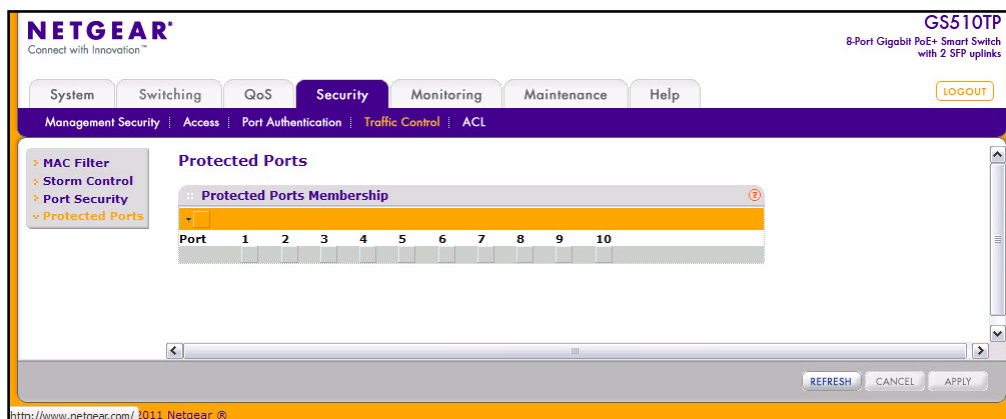 NETGEAR®
Connect with Innovation™
GS510TP
8-Port Gigabit PoE+ Smart Switch
with 2 SFP uplinks
System Switching QoS Security Monitoring Maintenance Help LOGOUT
Management Security Access Port Authentication Traffic Control ACL
MAC Filter
Storm Control
Port Security
Protected Ports
Protected Ports
Protected Ports Membership ?
Port 1 2 3 4 5 6 7 8 9 10
REFRESH CANCEL APPLY
http://www.netgear.com/ 2011 Netgear ®